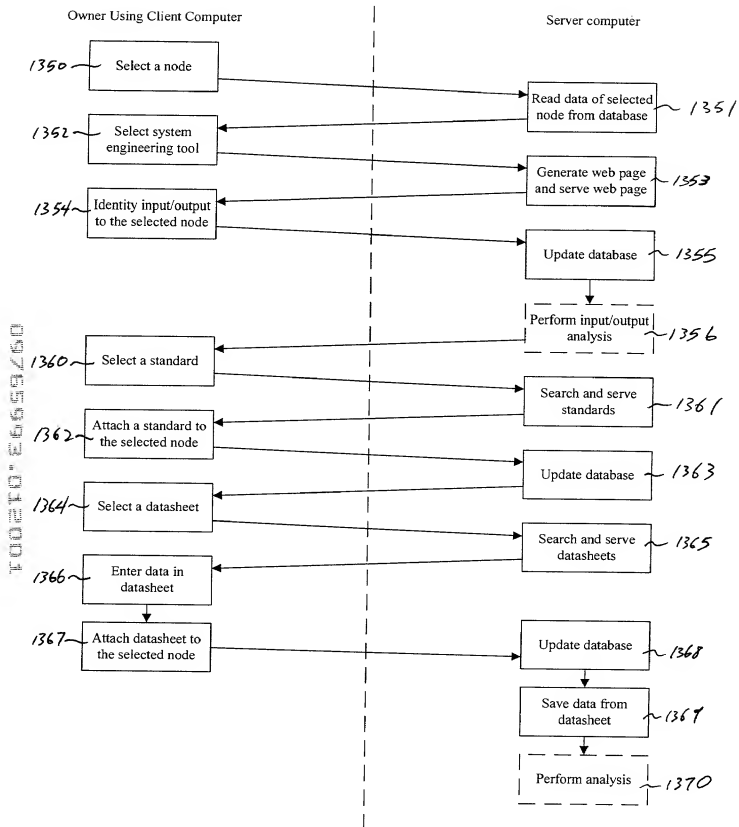 Owner Using Client Computer
Server computer
1350
Select a node
Read data of selected
node from database
1351
1352
Select system
engineering tool
Generate web page
and serve web page
1353
1354
Identity input/output
to the selected node
Update database
1355
Perform input/output
analysis
1356
1360
Select a standard
Search and serve
standards
1361
1362
Attach a standard to
the selected node
Update database
1363
1364
Select a datasheet
Search and serve
datasheets
1365
1366
Enter data in
datasheet
1367
Attach datasheet to
the selected node
Update database
1368
Save data from
datasheet
1369
Perform analysis
1370